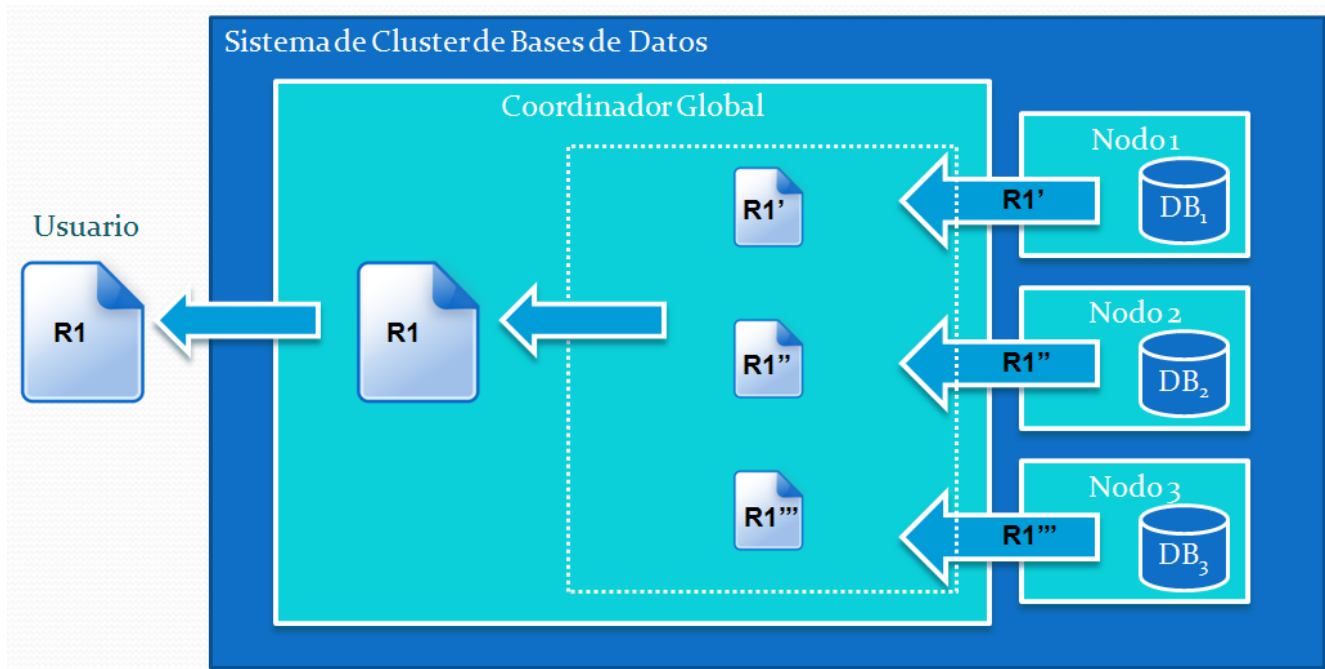 Sistema de Cluster de Bases de Datos
Coordinador Global
Nodo 1
R1’
R1’
DB₁
Usuario
R1
R1
Nodo 2
R1’’
R1’’
DB₂
Nodo 3
R1’’’
R1’’’
DB₃